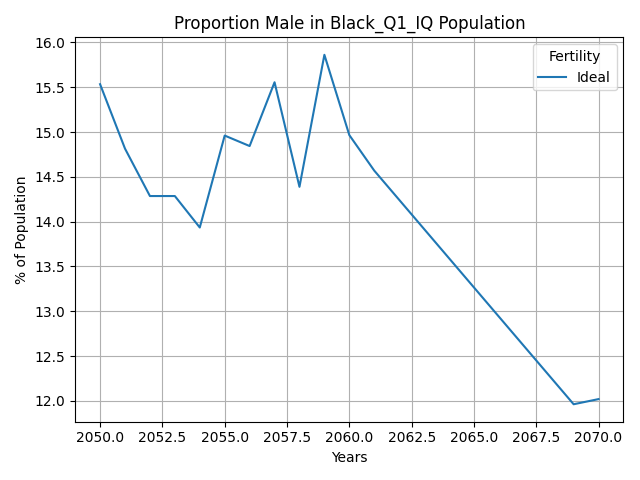 Proportion Male in Black_Q1_IQ Population
16.0
15.5
15.0
14.5
14.0
13.5
13.0
12.5
12.0
% of Population
Fertility
Ideal
2050.0 2052.5 2055.0 2057.5 2060.0 2062.5 2065.0 2067.5 2070.0
Years